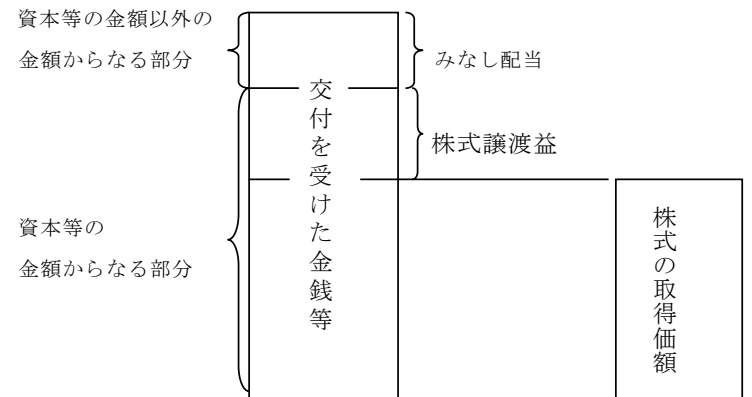 資本等の金額以外の
金額からなる部分
みなし配当
交付を受けた金銭等
株式譲渡益
資本等の
金額からなる部分
株式の取得価額